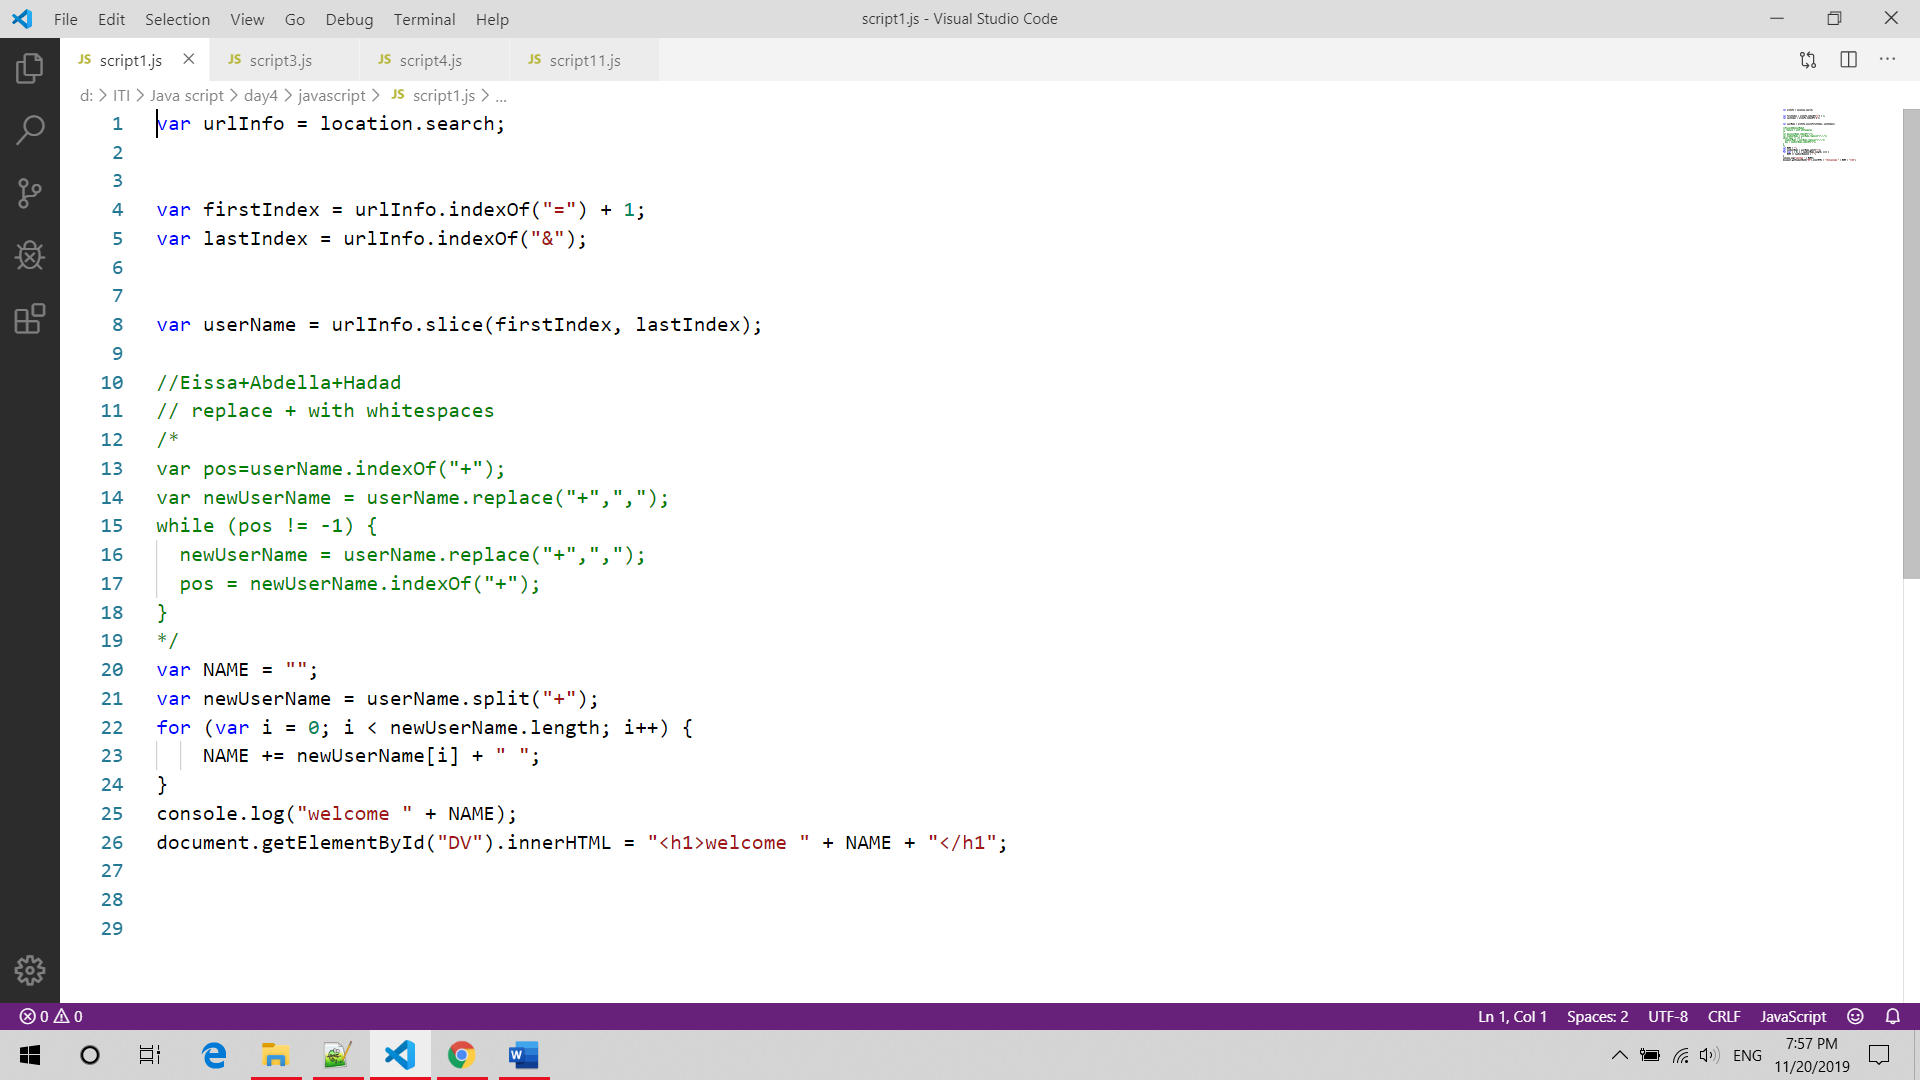 File Edit Selection View Go Debug Terminal Help
script1.js - Visual Studio Code
JS script1.js JS script3.js JS script4.js JS script11.js
d: > ITI > Java script > day4 > javascript > JS script1.js > ...
1 var urlInfo = location.search;
2
3
4 var firstIndex = urlInfo.indexOf("=") + 1;
5 var lastIndex = urlInfo.indexOf("&");
6
7
8 var userName = urlInfo.slice(firstIndex, lastIndex);
9
10 //Eissa+Abdella+Hadad
11 // replace + with whitespaces
12 /*
13 var pos=userName.indexOf("+");
14 var newUserName = userName.replace("+",",");
15 while (pos != -1) {
16 newUserName = userName.replace("+",",");
17 pos = newUserName.indexOf("+");
18 }
19 */
20 var NAME = "";
21 var newUserName = userName.split("+");
22 for (var i = 0; i < newUserName.length; i++) {
23 NAME += newUserName[i] + " ";
24 }
25 console.log("welcome " + NAME);
26 document.getElementById("DV").innerHTML = "<h1>welcome " + NAME + "</h1";
27
28
29
0 0 Ln 1, Col 1 Spaces: 2 UTF-8 CRLF JavaScript
ENG 7:57 PM
11/20/2019